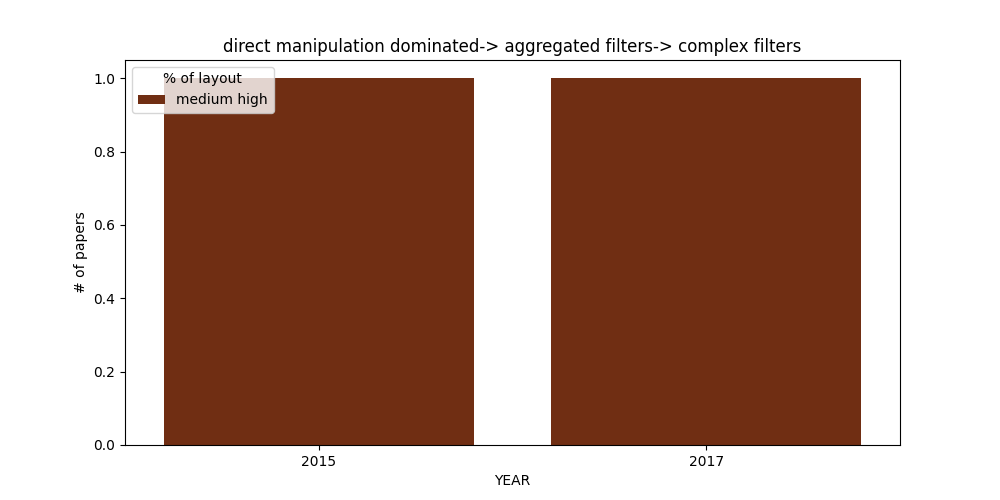 direct manipulation dominated-> aggregated filters-> complex filters
% of layout
medium high
1.0
0.8
0.6
0.4
0.2
0.0
# of papers
2015 2017
YEAR